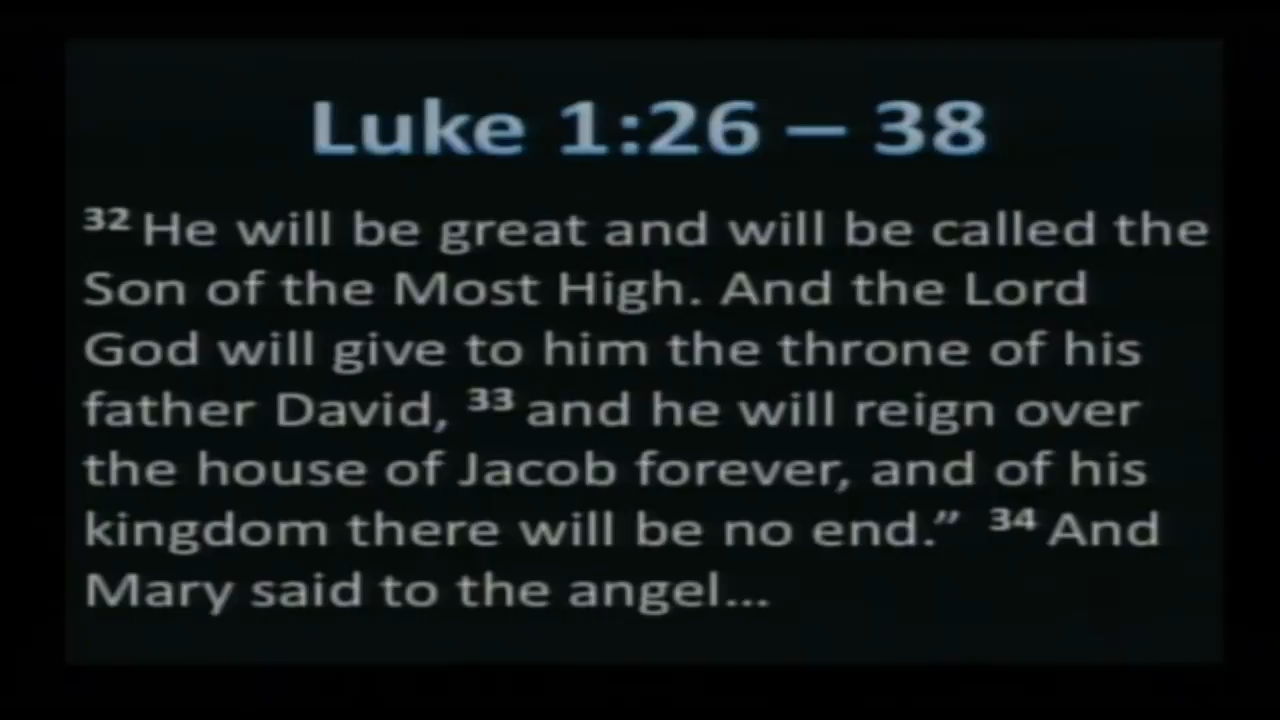 Luke 1:26 – 38
32 He will be great and will be called the
Son of the Most High. And the Lord
God will give to him the throne of his
father David, 33 and he will reign over
the house of Jacob forever, and of his
kingdom there will be no end.” 34 And
Mary said to the angel...